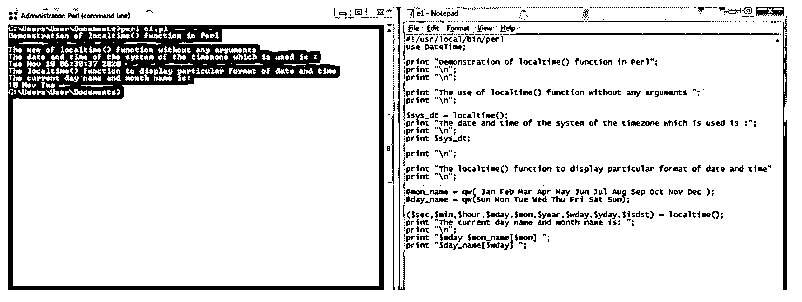 Administrator: Perl (command line)
C:\Users\User\Documents>perl e1.pl
Demonstration of localtime() function in Perl
The use of localtime() function without any arguments
The date and time of the system of the timezone which is used is :
Tue Nov 10 06:30:37 2020
The localtime() function to display particular format of date and time
The current day name and month name is:
10 Nov Tue
C:\Users\User\Documents>
e1 - Notepad
File Edit Format View Help
#!/usr/local/bin/perl
use DateTime;
print "Demonstration of localtime() function in Perl";
print "\n";
print "\n";
print "The use of localtime() function without any arguments ";
print "\n";
$sys_dt = localtime();
print "The date and time of the system of the timezone which is used is :";
print "\n";
print $sys_dt;
print "\n";
print "The localtime() function to display particular format of date and time"
print "\n";
@mon_name = qw( Jan Feb Mar Apr May Jun Jul Aug Sep Oct Nov Dec );
@day_name = qw(Sun Mon Tue Wed Thu Fri Sat Sun);
($sec,$min,$hour,$mday,$mon,$year,$wday,$yday,$isdst) = localtime();
print "The current day name and month name is: ";
print "\n";
print "$mday $mon_name[$mon] ";
print "$day_name[$wday] ";